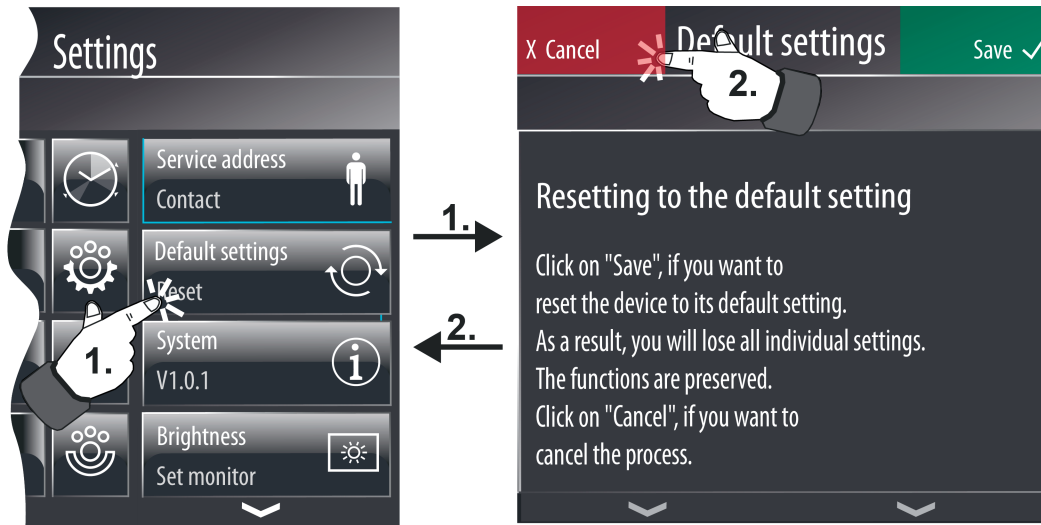 Settings
Service address
Contact
Default settings
Reset
System
V1.0.1
Brightness
Set monitor
1.
1.
2.
X Cancel
Default settings
Save ✓
2.
Resetting to the default setting
Click on "Save", if you want to
reset the device to its default setting.
As a result, you will lose all individual settings.
The functions are preserved.
Click on "Cancel", if you want to
cancel the process.